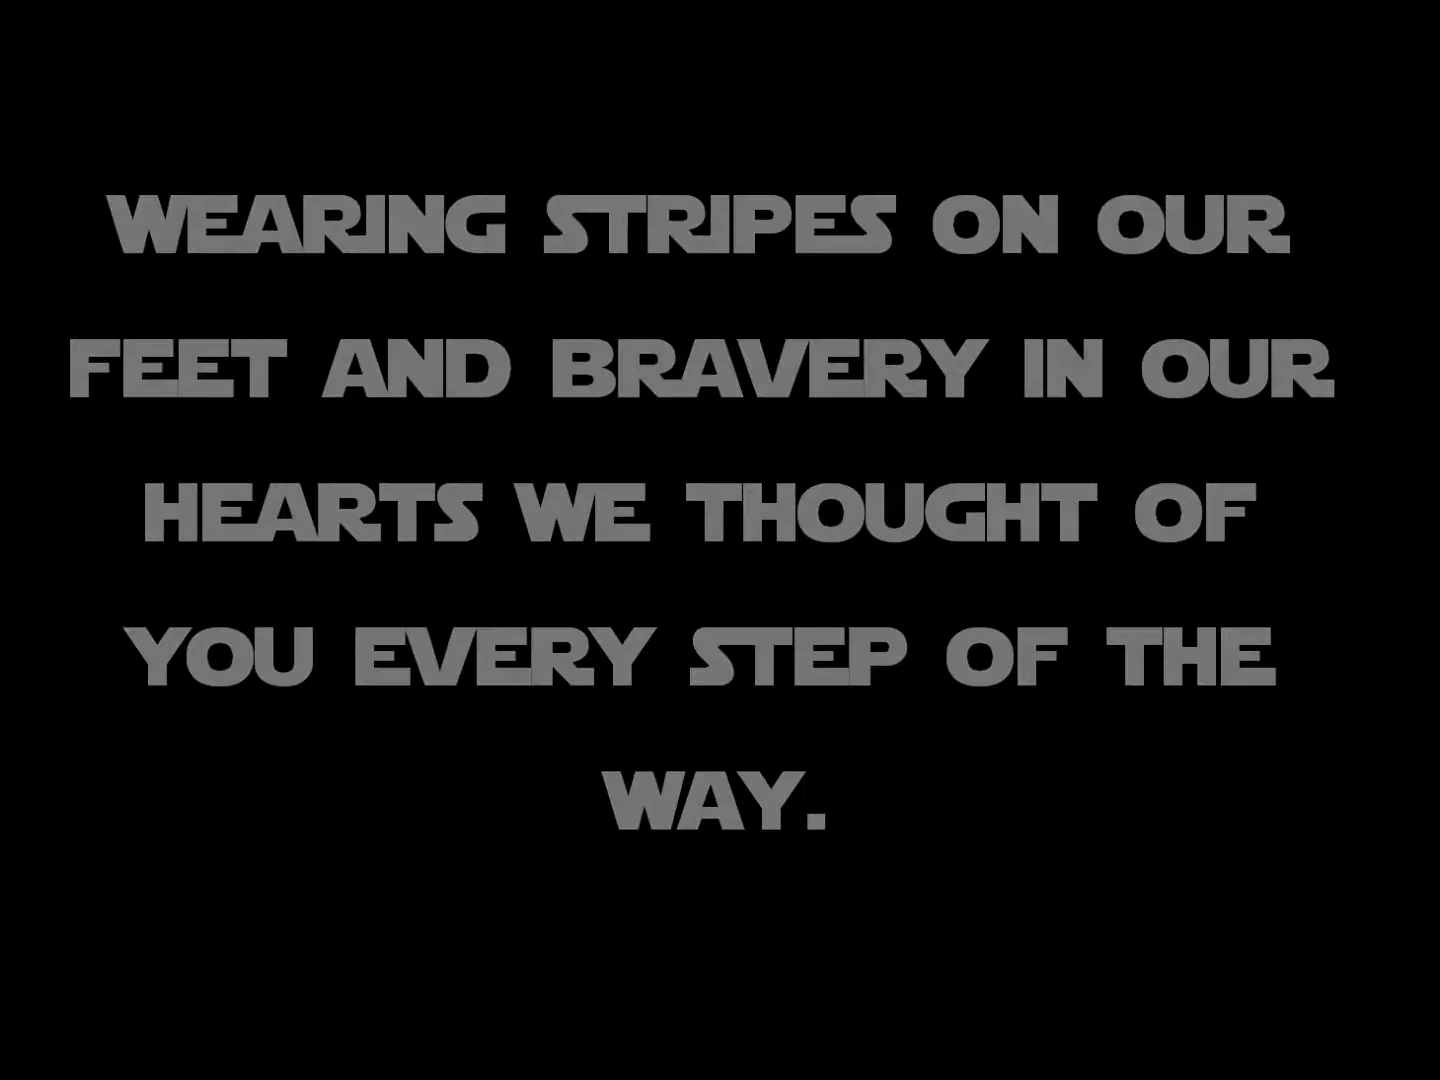 WEARING STRIPES ON OUR
FEET AND BRAVERY IN OUR
HEARTS WE THOUGHT OF
YOU EVERY STEP OF THE
WAY.